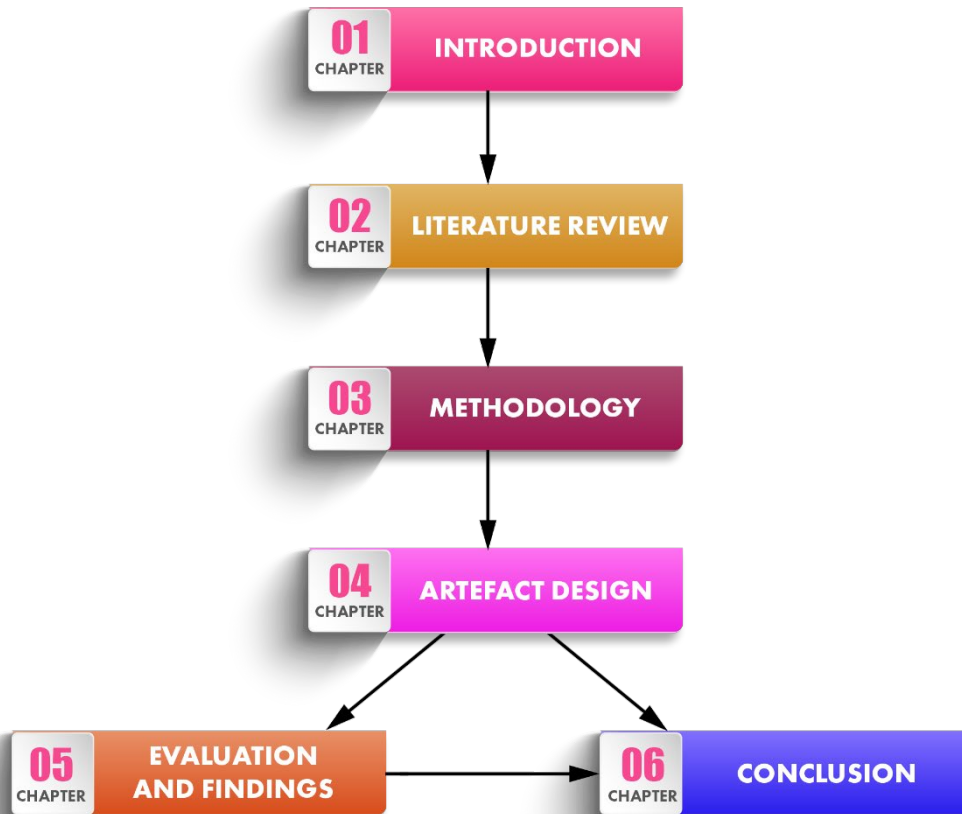 01
CHAPTER
INTRODUCTION
02
CHAPTER
LITERATURE REVIEW
03
CHAPTER
METHODOLOGY
04
CHAPTER
ARTEFACT DESIGN
05
CHAPTER
EVALUATION
AND FINDINGS
06
CHAPTER
CONCLUSION